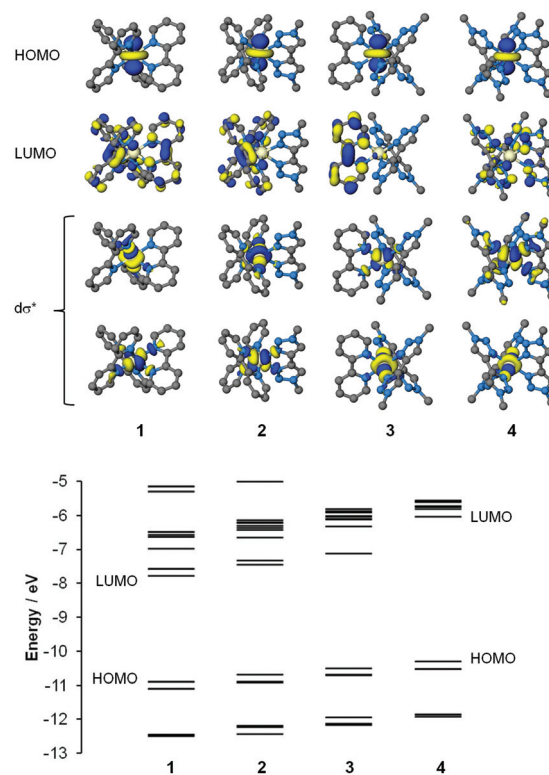 HOMO
LUMO
dσ*
1 2 3 4
-5
-6
-7
-8
-9
-10
-11
-12
-13
Energy / eV
LUMO
HOMO
LUMO
HOMO
1 2 3 4